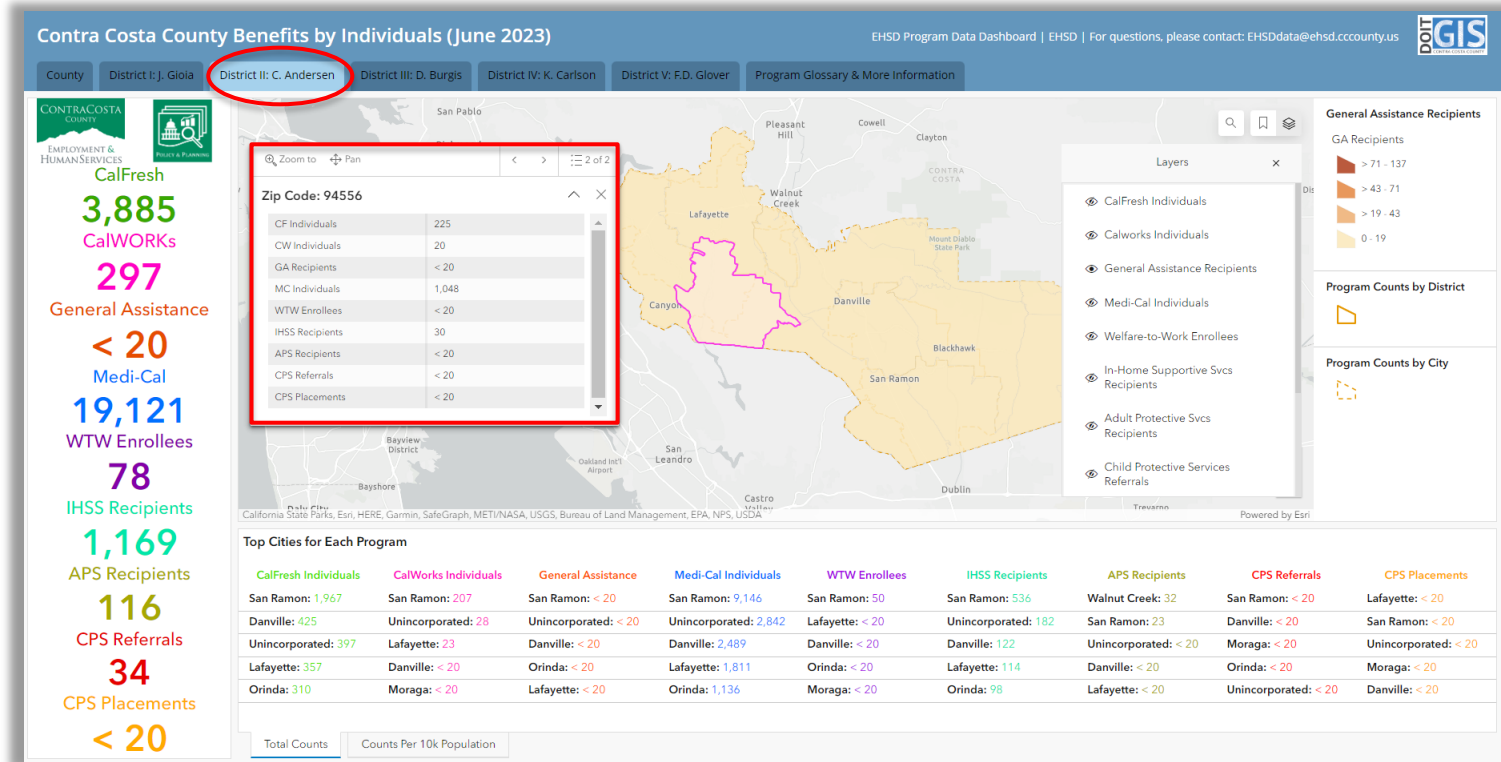 Contra Costa County Benefits by Individuals (June 2023)
EHSD Program Data Dashboard | EHSD | For questions, please contact: EHSDdata@ehsd.cccounty.us
DOIT GIS
CONTRA COSTA COUNTY
County
District I: J. Gioia
District II: C. Andersen
District III: D. Burgis
District IV: K. Carlson
District V: F.D. Glover
Program Glossary & More Information
CONTRACOSTA
COUNTY
EMPLOYMENT &
HUMANSERVICES
POLICY & PLANNING
CalFresh
3,885
CalWORKs
297
General Assistance
< 20
Medi-Cal
19,121
WTW Enrollees
78
IHSS Recipients
1,169
APS Recipients
116
CPS Referrals
34
CPS Placements
< 20
Zoom to
Pan
2 of 2
Zip Code: 94556
CF Individuals 225
CW Individuals 20
GA Recipients < 20
MC Individuals 1,048
WTW Enrollees < 20
IHSS Recipients 30
APS Recipients < 20
CPS Referrals < 20
CPS Placements < 20
San Pablo
Pleasant
Hill
Cowell
Clayton
CONTRA
COSTA
Walnut
Creek
Lafayette
Mount Diablo
State Park
Canyon
Danville
Blackhawk
San Ramon
Bayview
District
Oakland Int'l
Airport
San
Leandro
Bayshore
Dublin
Castro
Valley
Daly City
Trevarno
California State Parks, Esri, HERE, Garmin, SafeGraph, METI/NASA, USGS, Bureau of Land Management, EPA, NPS, USDA
Powered by Esri
Layers
CalFresh Individuals
Calworks Individuals
General Assistance Recipients
Medi-Cal Individuals
Welfare-to-Work Enrollees
In-Home Supportive Svcs
Recipients
Adult Protective Svcs
Recipients
Child Protective Services
Referrals
Dis
General Assistance Recipients
GA Recipients
> 71 - 137
> 43 - 71
> 19 - 43
0 - 19
Program Counts by District
Program Counts by City
Top Cities for Each Program
CalFresh Individuals CalWorks Individuals General Assistance Medi-Cal Individuals WTW Enrollees IHSS Recipients APS Recipients CPS Referrals CPS Placements
San Ramon: 1,967 San Ramon: 207 San Ramon: < 20 San Ramon: 9,146 San Ramon: 50 San Ramon: 536 Walnut Creek: 32 San Ramon: < 20 Lafayette: < 20
Danville: 425 Unincorporated: 28 Unincorporated: < 20 Unincorporated: 2,842 Lafayette: < 20 Unincorporated: 182 San Ramon: 23 Danville: < 20 San Ramon: < 20
Unincorporated: 397 Lafayette: 23 Danville: < 20 Danville: 2,489 Danville: < 20 Danville: 122 Unincorporated: < 20 Moraga: < 20 Unincorporated: < 20
Lafayette: 357 Danville: < 20 Orinda: < 20 Lafayette: 1,811 Orinda: < 20 Lafayette: 114 Danville: < 20 Orinda: < 20 Moraga: < 20
Orinda: 310 Moraga: < 20 Lafayette: < 20 Orinda: 1,136 Moraga: < 20 Orinda: 98 Lafayette: < 20 Unincorporated: < 20 Danville: < 20
Total Counts
Counts Per 10k Population